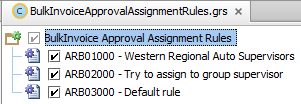 BulkInvoiceApprovalAssignmentRules.grs
BulkInvoice Approval Assignment Rules
ARB01000 - Western Regional Auto Supervisors
ARB02000 - Try to assign to group supervisor
ARB03000 - Default rule